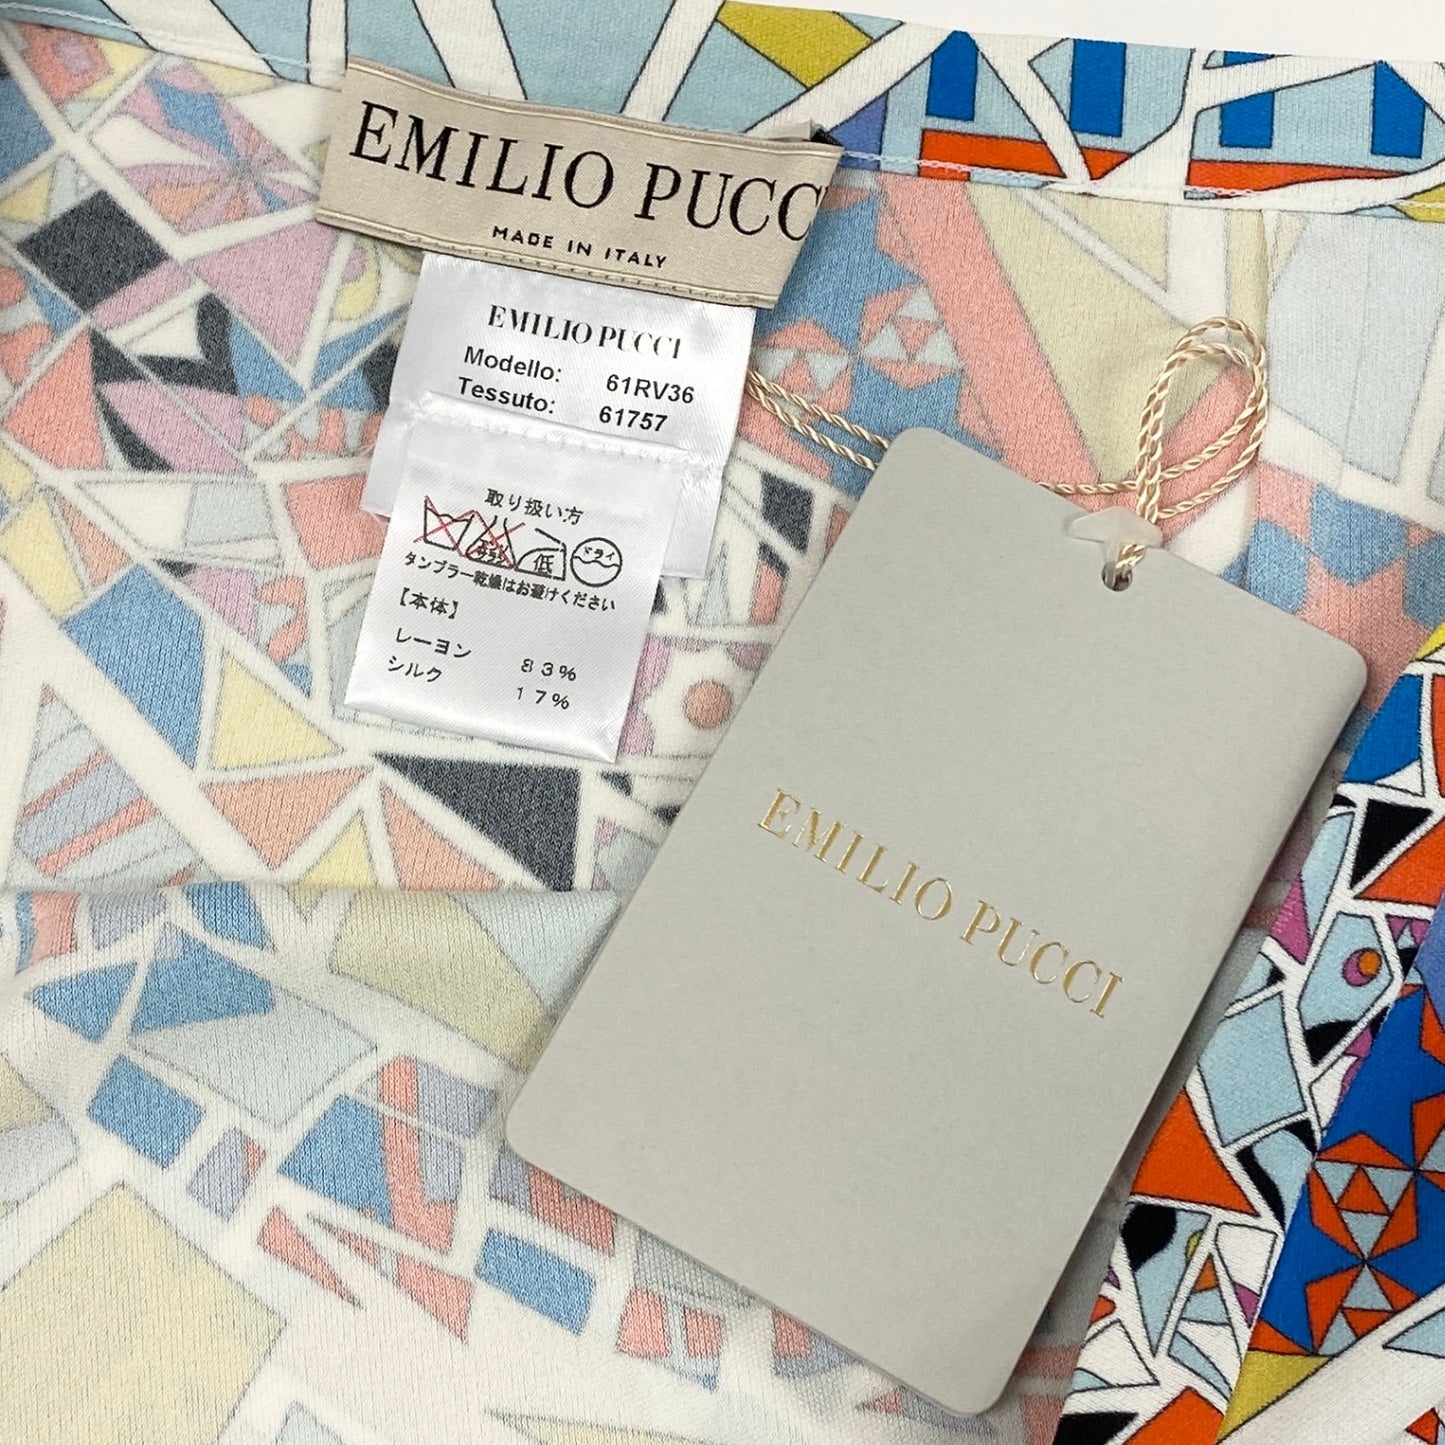 EMILIO PUCCI
MADE IN ITALY
EMILIO PUCCI
Modello: 61RV36
Tessuto: 61757
取り扱い方
低 ドライ
タンブラー乾燥はお避けください
【本体】
レーヨン 83%
シルク 17%
EMILIO PUCCI